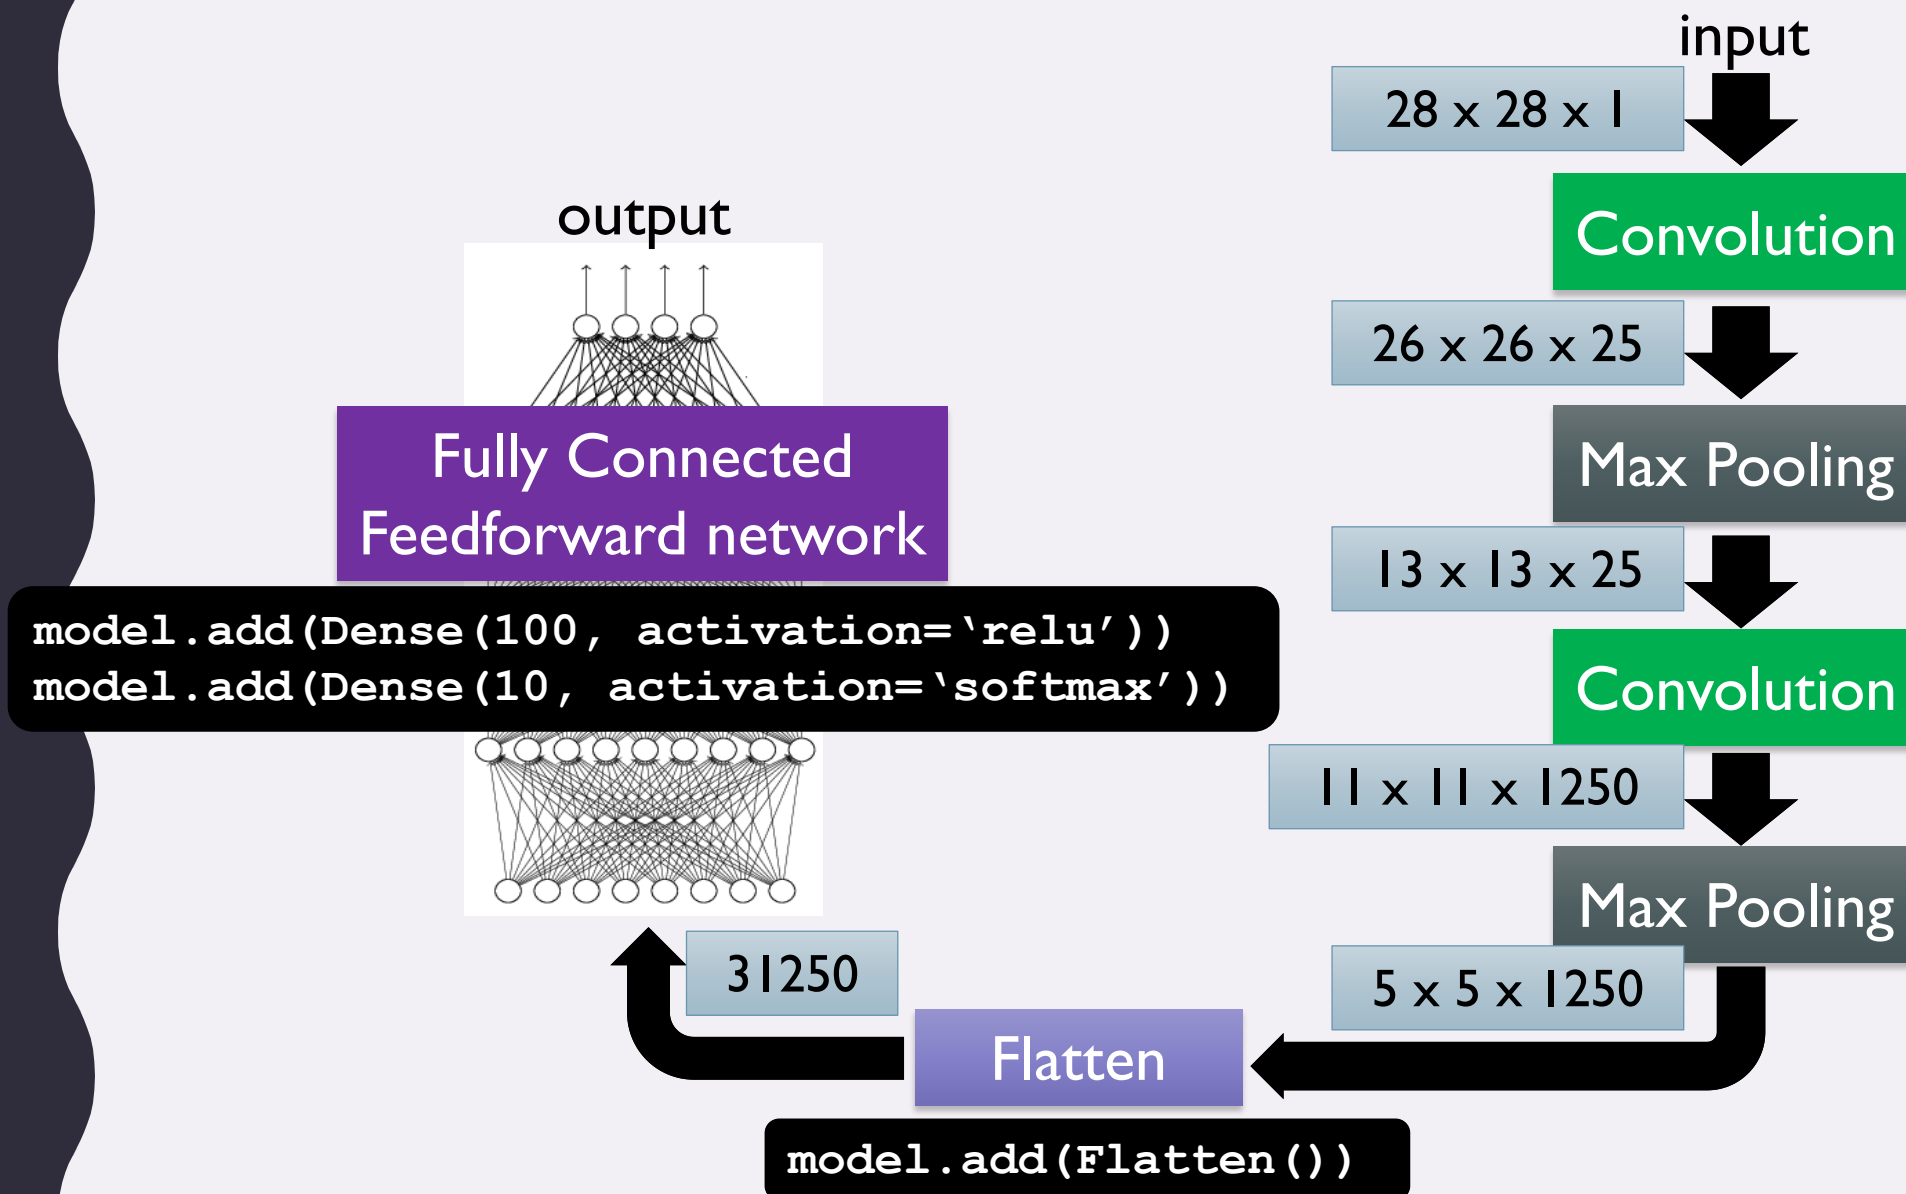 input
28 x 28 x 1
Convolution
26 x 26 x 25
Max Pooling
13 x 13 x 25
Convolution
11 x 11 x 1250
Max Pooling
5 x 5 x 1250
Flatten
model.add(Flatten())
31250
output
Fully Connected
Feedforward network
model.add(Dense(100, activation=‘relu’))
model.add(Dense(10, activation=‘softmax’))